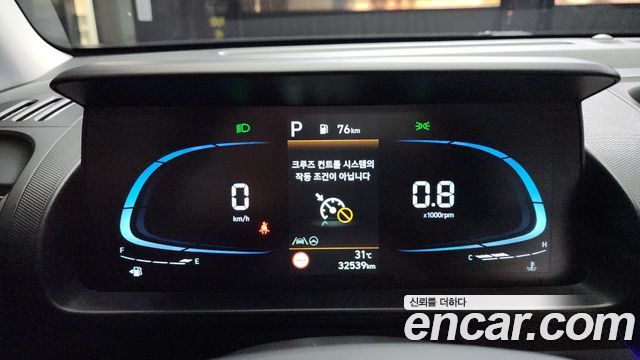 P 76km
크루즈 컨트롤 시스템의
작동 조건이 아닙니다
0
km/h
0.8
x1000rpm
F E
C H
31℃
32539km
신뢰를 더하다
encar.com